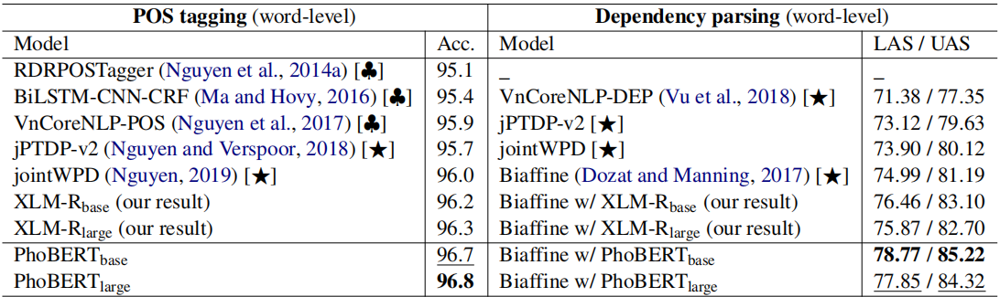 POS tagging (word-level) Dependency parsing (word-level)
Model Acc. Model LAS / UAS
RDRPOSTagger (Nguyen et al., 2014a) [♣] 95.1 _ _
BiLSTM-CNN-CRF (Ma and Hovy, 2016) [♣] 95.4 VnCoreNLP-DEP (Vu et al., 2018) [★] 71.38 / 77.35
VnCoreNLP-POS (Nguyen et al., 2017) [♣] 95.9 jPTDP-v2 [★] 73.12 / 79.63
jPTDP-v2 (Nguyen and Verspoor, 2018) [★] 95.7 jointWPD [★] 73.90 / 80.12
jointWPD (Nguyen, 2019) [★] 96.0 Biaffine (Dozat and Manning, 2017) [★] 74.99 / 81.19
XLM-Rbase (our result) 96.2 Biaffine w/ XLM-Rbase (our result) 76.46 / 83.10
XLM-Rlarge (our result) 96.3 Biaffine w/ XLM-Rlarge (our result) 75.87 / 82.70
PhoBERTbase 96.7 Biaffine w/ PhoBERTbase 78.77 / 85.22
PhoBERTlarge 96.8 Biaffine w/ PhoBERTlarge 77.85 / 84.32